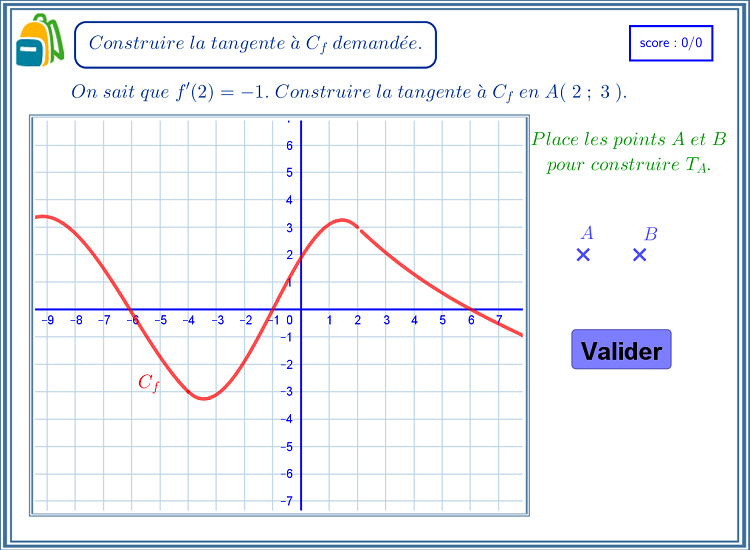 Construire la tangente à C_f demandée.
score : 0/0
On sait que f′(2) = −1. Construire la tangente à C_f en A( 2 ; 3 ).
Place les points A et B
pour construire T_A.
A B
Valider
6
5
4
3
2
1
−9 −8 −7 −6 −5 −4 −3 −2 −1 0 1 2 3 4 5 6 7
−1
−2
C_f
−3
−4
−5
−6
−7